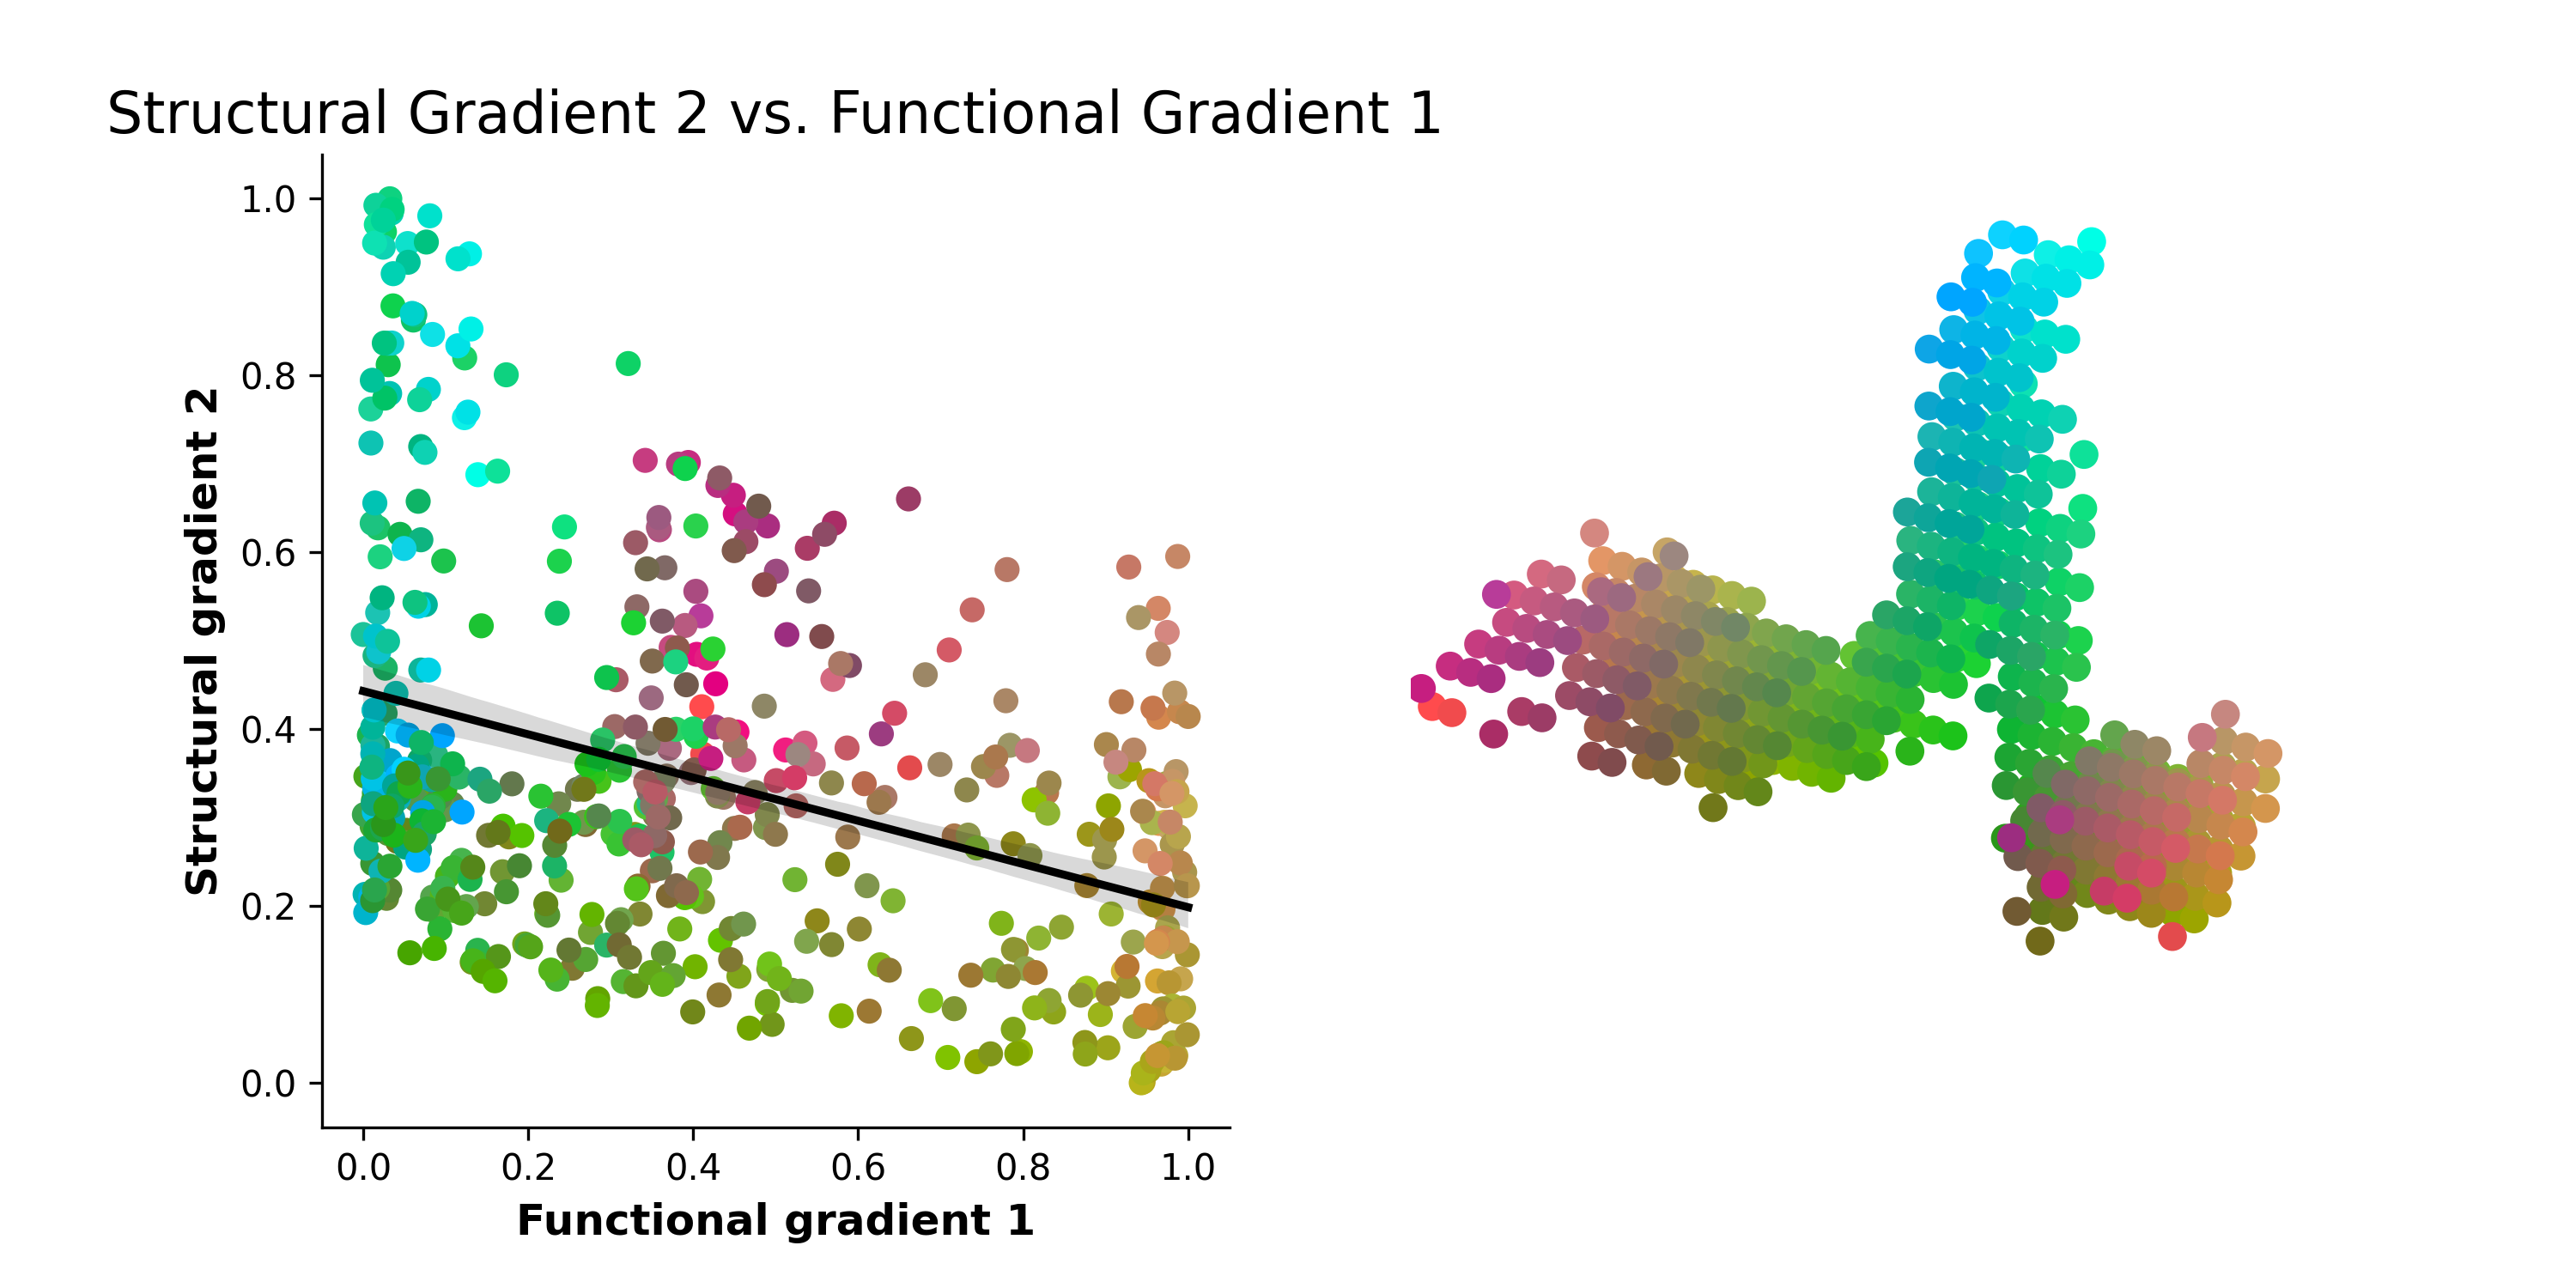 Structural Gradient 2 vs. Functional Gradient 1
Structural gradient 2
1.0
0.8
0.6
0.4
0.2
0.0
0.0 0.2 0.4 0.6 0.8 1.0
Functional gradient 1